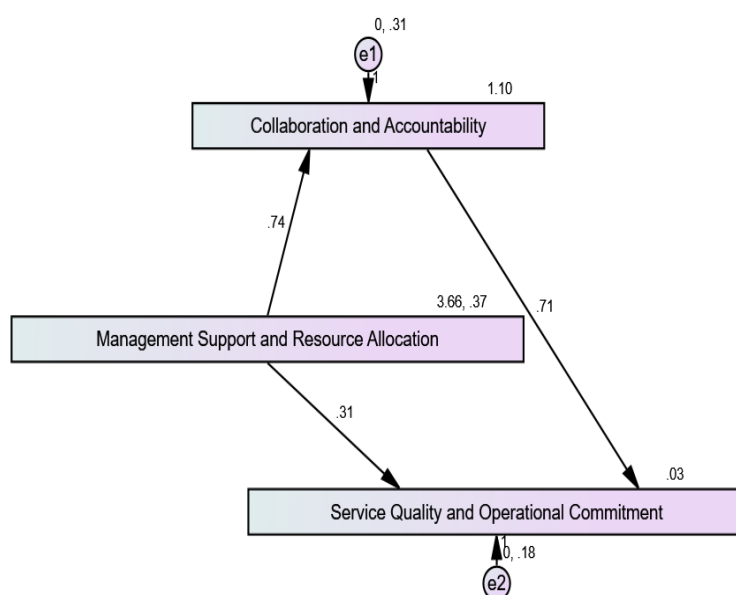 0, .31
e1
1
1.10
Collaboration and Accountability
.74
3.66, .37
.71
Management Support and Resource Allocation
.31
.03
Service Quality and Operational Commitment
1
0, .18
e2